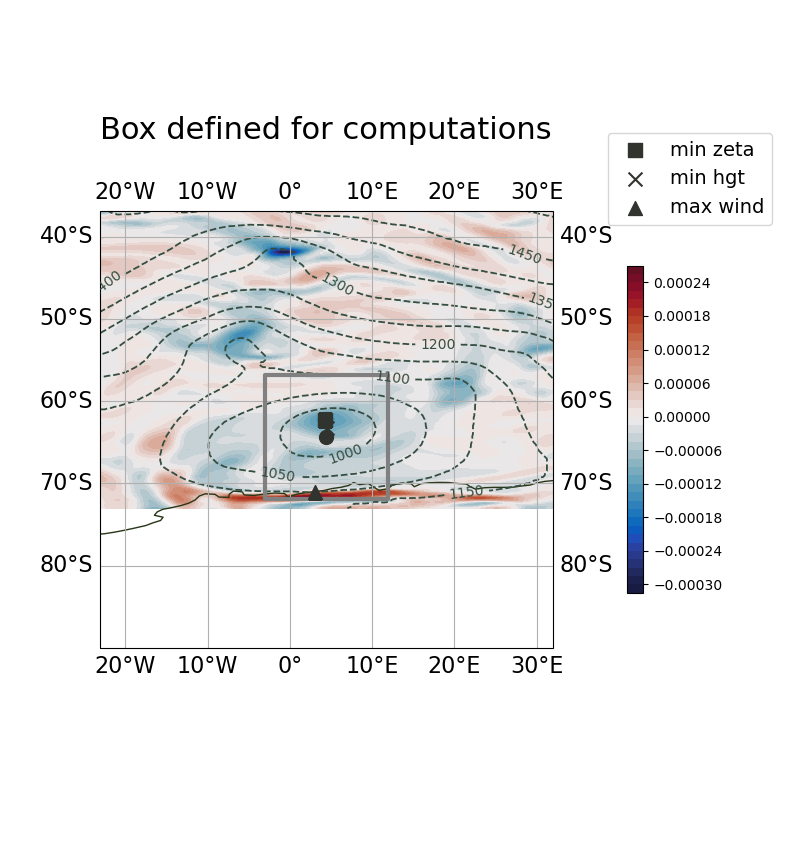 Box defined for computations
min zeta
min hgt
max wind
20°W 10°W 0° 10°E 20°E 30°E
40°S 40°S
1450
400
1300
135
0.00024
50°S 50°S
0.00018
1200
0.00012
1100
0.00006
60°S 60°S
0.00000
1000
−0.00006
1050
70°S 70°S
−0.00012
1150
−0.00018
−0.00024
80°S 80°S
−0.00030
20°W 10°W 0° 10°E 20°E 30°E